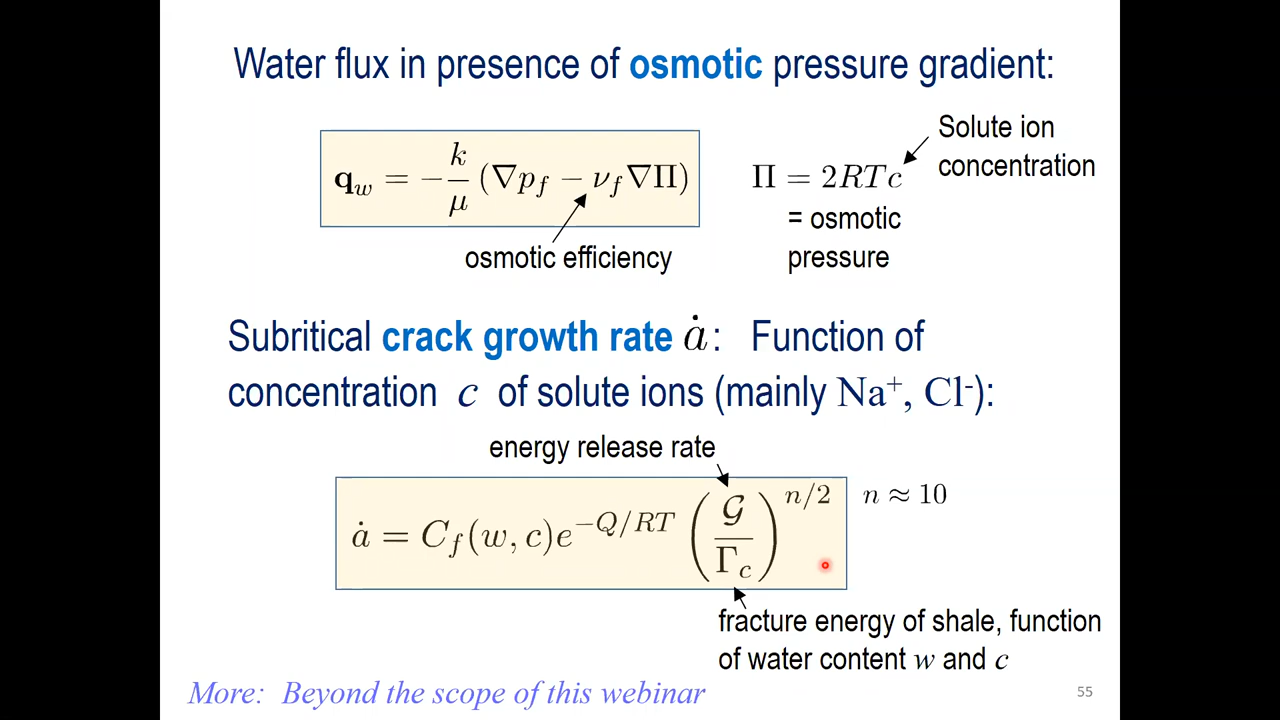 Water flux in presence of osmotic pressure gradient:
Solute ion
concentration
𝐪_w = −k/μ (∇p_f − ν_f∇Π)
Π = 2RTc
= osmotic
pressure
osmotic efficiency
Subritical crack growth rate ȧ: Function of
concentration c of solute ions (mainly Na⁺, Cl⁻):
energy release rate
ȧ = C_f(w, c)e^{−Q/RT} (𝒢/Γ_c)^{n/2}
n ≈ 10
fracture energy of shale, function
of water content w and c
More: Beyond the scope of this webinar
55